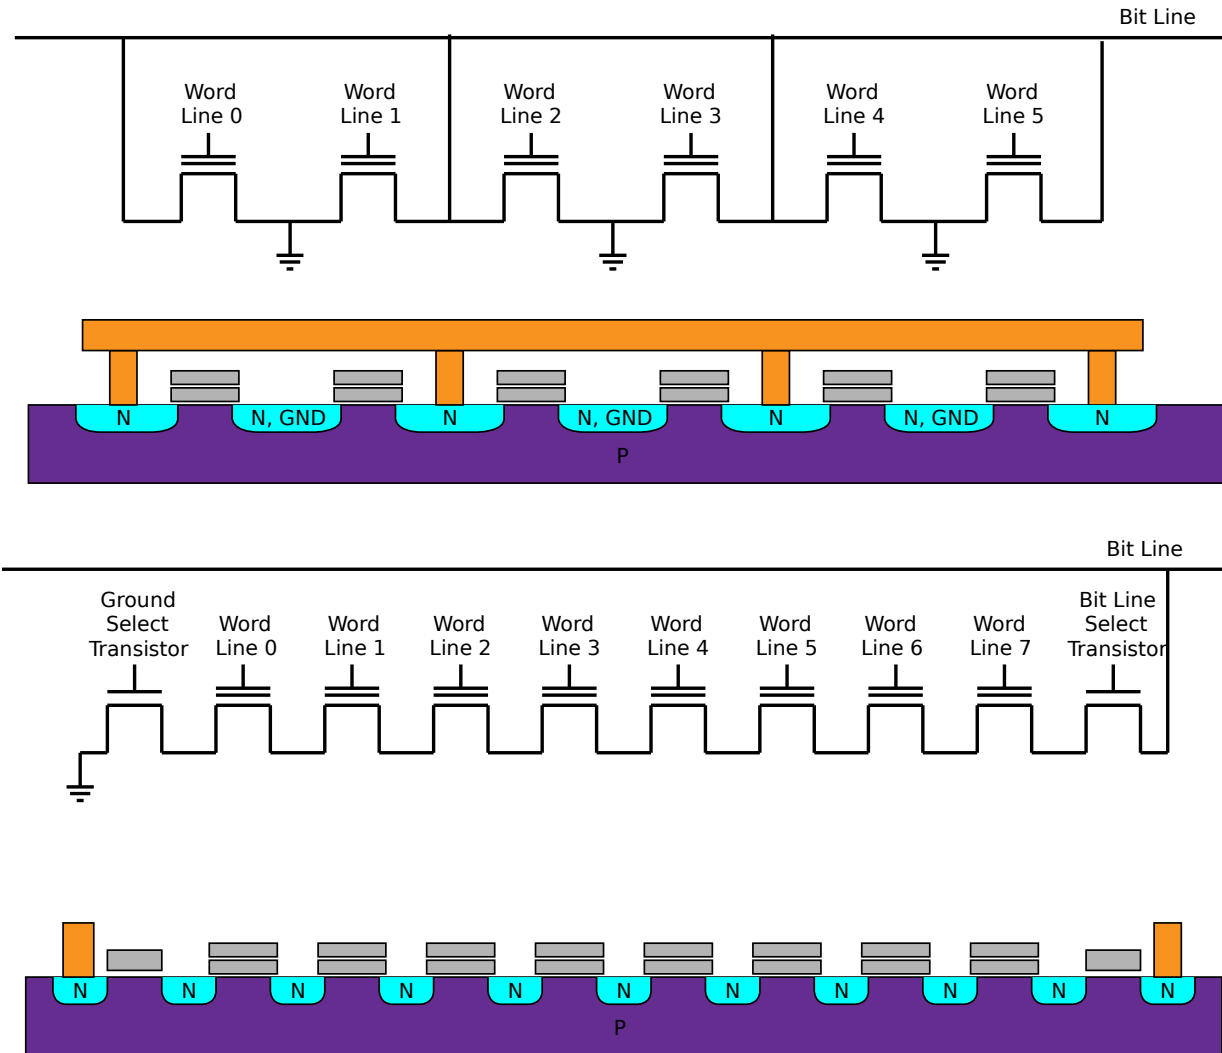 Bit Line
Word
Line 0
Word
Line 1
Word
Line 2
Word
Line 3
Word
Line 4
Word
Line 5
N
N, GND
N
N, GND
N
N, GND
N
P
Bit Line
Ground
Select
Transistor
Word
Line 0
Word
Line 1
Word
Line 2
Word
Line 3
Word
Line 4
Word
Line 5
Word
Line 6
Word
Line 7
Bit Line
Select
Transistor
N
N
N
N
N
N
N
N
N
N
N
P